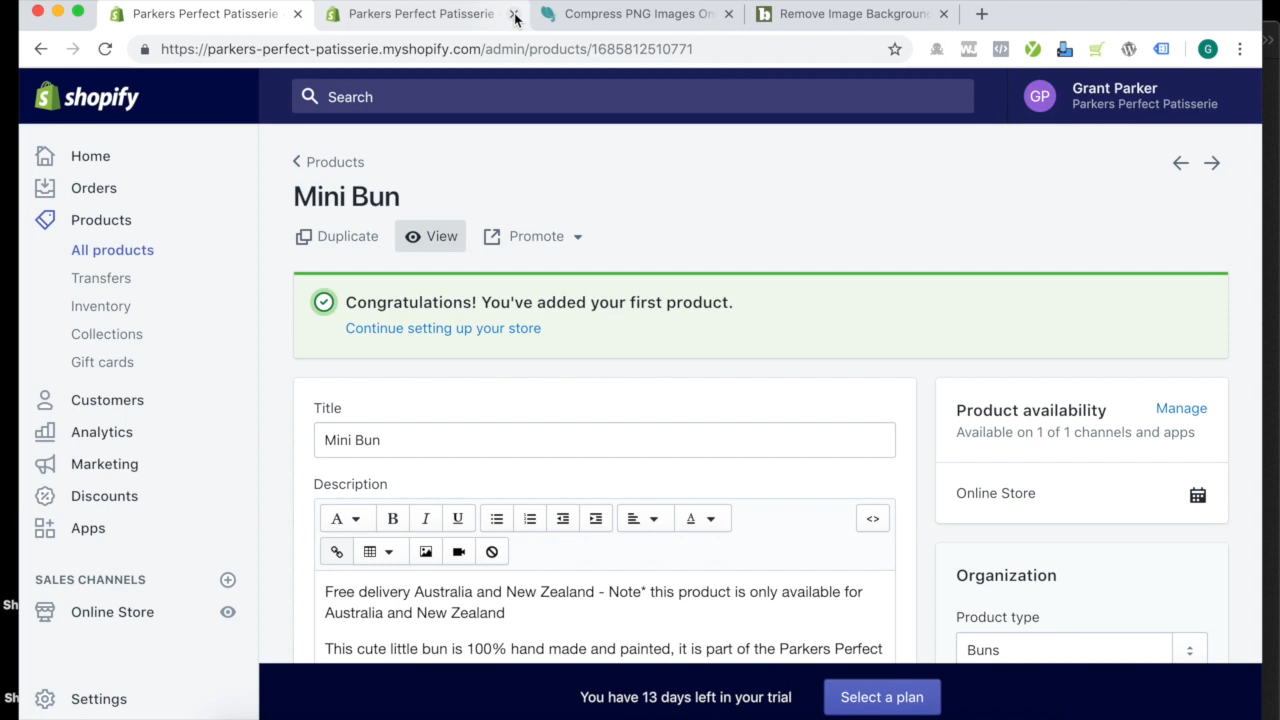 Parkers Perfect Patisserie
Parkers Perfect Patisserie
Compress PNG Images On
Remove Image Background
https://parkers-perfect-patisserie.myshopify.com/admin/products/1685812510771
G
shopify
Search
GP
Grant Parker
Parkers Perfect Patisserie
Home
Orders
Products
All products
Transfers
Inventory
Collections
Gift cards
Customers
Analytics
Marketing
Discounts
Apps
SALES CHANNELS
Online Store
Settings
Sh
Sh
Products
Mini Bun
Duplicate
View
Promote
Congratulations! You've added your first product.
Continue setting up your store
Title
Mini Bun
Description
A B I U A <>
Free delivery Australia and New Zealand - Note* this product is only available for
Australia and New Zealand
This cute little bun is 100% hand made and painted, it is part of the Parkers Perfect
Product availability
Manage
Available on 1 of 1 channels and apps
Online Store
Organization
Product type
Buns
You have 13 days left in your trial
Select a plan